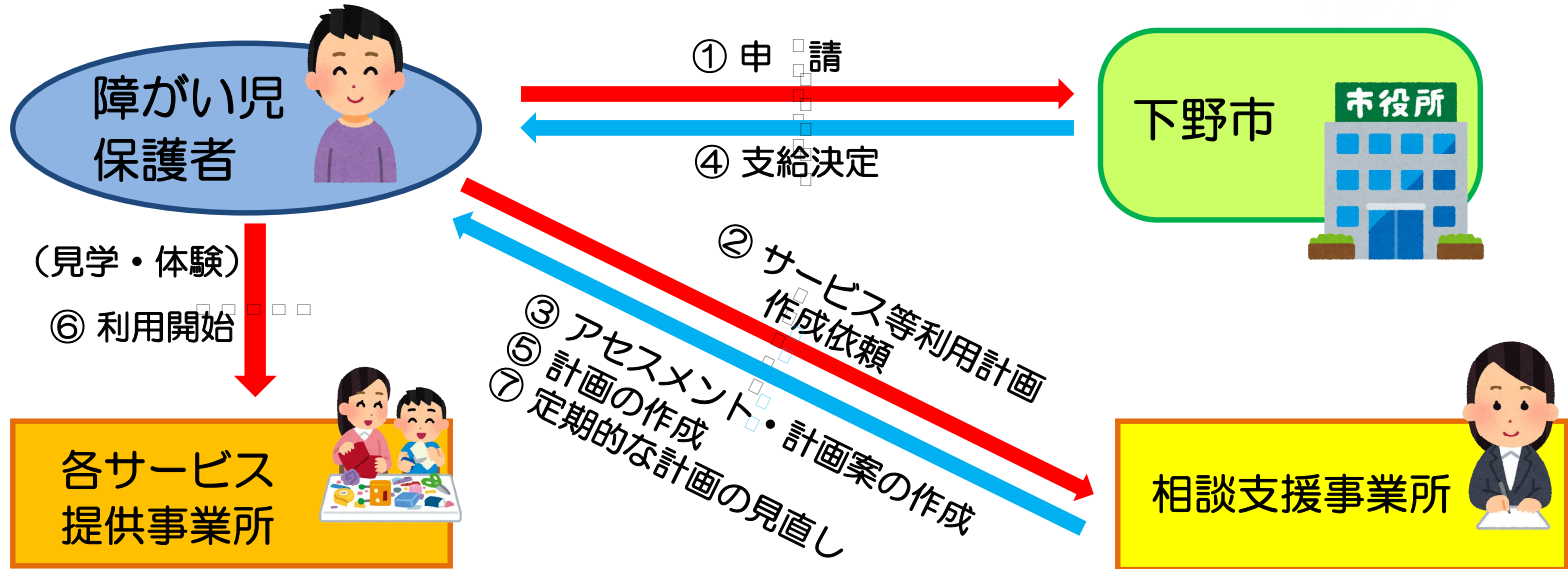 障がい児
保護者
① 申　請
④ 支給決定
下野市
市役所
（見学・体験）
⑥ 利用開始
② サービス等利用計画
作成依頼
③ アセスメント・計画案の作成
⑤ 計画の作成
⑦ 定期的な計画の見直し
各サービス
提供事業所
相談支援事業所